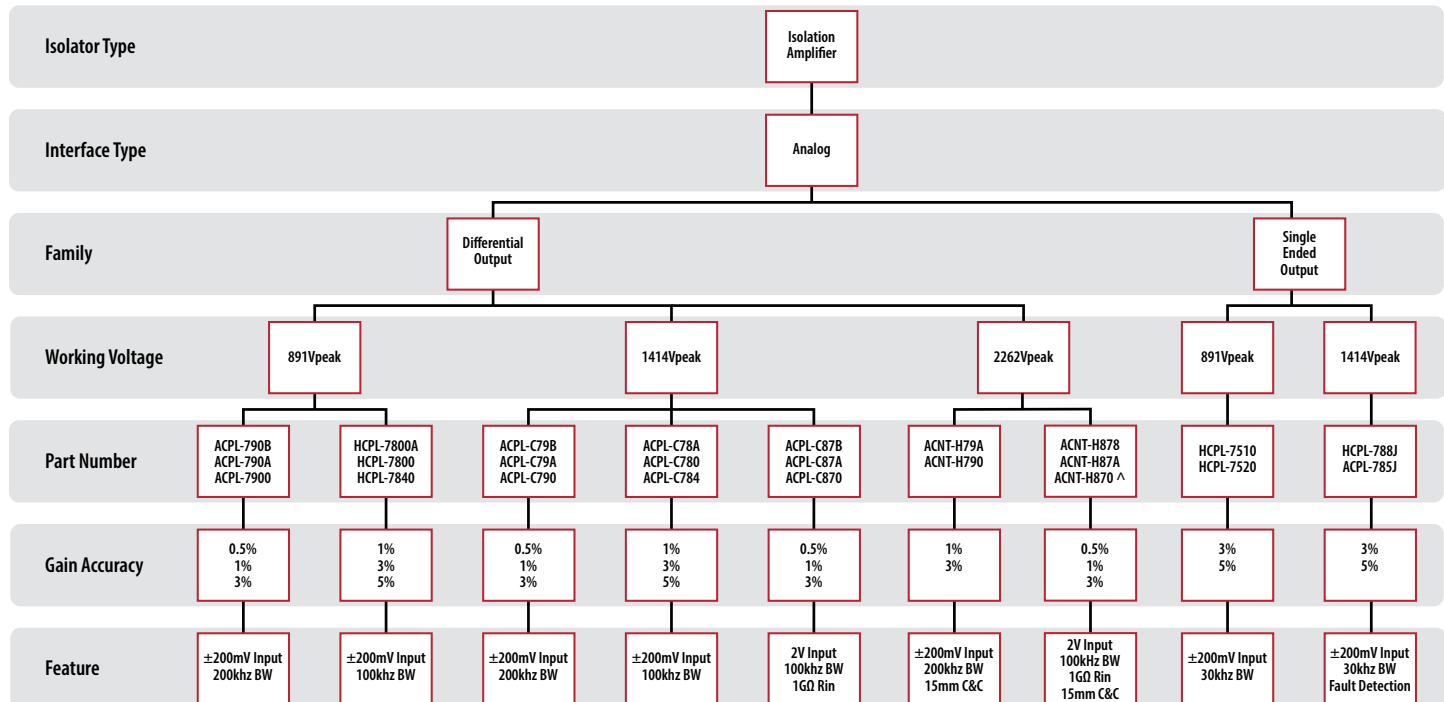 Isolator Type
Isolation
Amplifier
Interface Type
Analog
Family
Differential
Output
Single
Ended
Output
Working Voltage
891Vpeak
1414Vpeak
2262Vpeak
891Vpeak
1414Vpeak
Part Number
ACPL-790B
ACPL-790A
ACPL-7900
HCPL-7800A
HCPL-7800
HCPL-7840
ACPL-C79B
ACPL-C79A
ACPL-C790
ACPL-C78A
ACPL-C780
ACPL-C784
ACPL-C87B
ACPL-C87A
ACPL-C870
ACNT-H79A
ACNT-H790
ACNT-H878
ACNT-H87A
ACNT-H870 ^
HCPL-7510
HCPL-7520
HCPL-788J
ACPL-785J
Gain Accuracy
0.5%
1%
3%
1%
3%
5%
0.5%
1%
3%
1%
3%
5%
0.5%
1%
3%
1%
3%
0.5%
1%
3%
3%
5%
3%
5%
Feature
±200mV Input
200khz BW
±200mV Input
100khz BW
±200mV Input
200khz BW
±200mV Input
100khz BW
2V Input
100khz BW
1GΩ Rin
±200mV Input
200khz BW
15mm C&C
2V Input
100kHz BW
1GΩ Rin
15mm C&C
±200mV Input
30khz BW
±200mV Input
30khz BW
Fault Detection